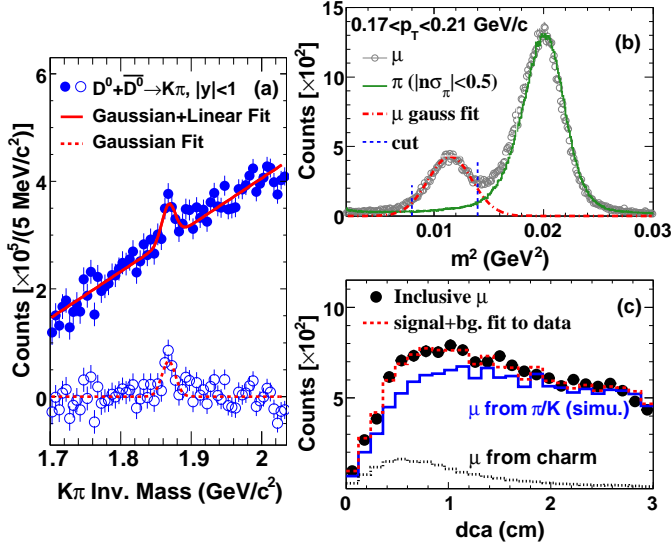 (a)
D⁰+D̅⁰→Kπ, |y|<1
Gaussian+Linear Fit
Gaussian Fit
Counts [×10⁵/(5 MeV/c²)]
6
4
2
0
1.7 1.8 1.9 2
Kπ Inv. Mass (GeV/c²)
0.17<p_T<0.21 GeV/c
(b)
μ
π (|nσ_π|<0.5)
μ gauss fit
cut
Counts [×10²]
15
10
5
0
0.01 0.02 0.03
m² (GeV²)
(c)
Inclusive μ
signal+bg. fit to data
μ from π/K (simu.)
μ from charm
Counts [×10²]
10
5
0
0 1 2 3
dca (cm)